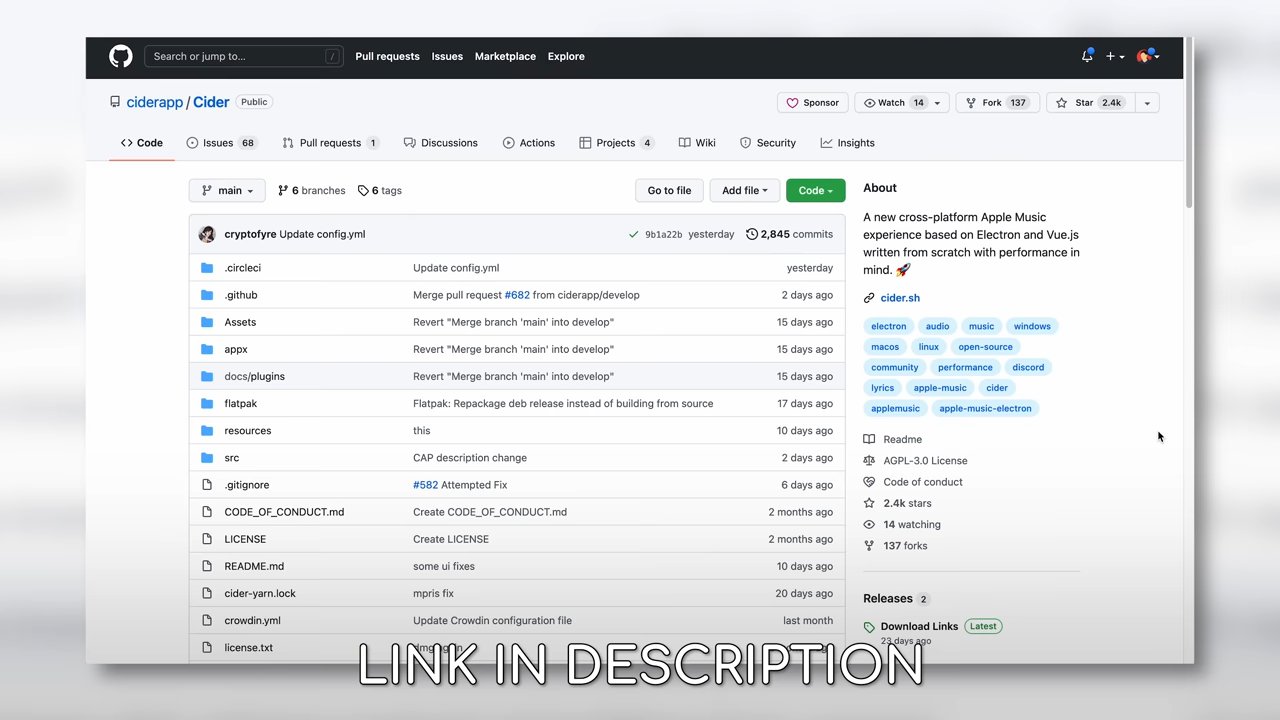 Search or jump to... /
Pull requests Issues Marketplace Explore
ciderapp / Cider Public
Sponsor Watch 14 Fork 137 Star 2.4k
Code Issues 68 Pull requests 1 Discussions Actions Projects 4 Wiki Security Insights
main 6 branches 6 tags Go to file Add file Code
cryptofyre Update config.yml 9b1a22b yesterday 2,845 commits
.circleci Update config.yml yesterday
.github Merge pull request #682 from ciderapp/develop 2 days ago
Assets Revert "Merge branch 'main' into develop" 15 days ago
appx Revert "Merge branch 'main' into develop" 15 days ago
docs/plugins Revert "Merge branch 'main' into develop" 15 days ago
flatpak Flatpak: Repackage deb release instead of building from source 17 days ago
resources this 10 days ago
src CAP description change 2 days ago
.gitignore #582 Attempted Fix 6 days ago
CODE_OF_CONDUCT.md Create CODE_OF_CONDUCT.md 2 months ago
LICENSE Create LICENSE 2 months ago
README.md some ui fixes 10 days ago
cider-yarn.lock mpris fix 20 days ago
crowdin.yml Update Crowdin configuration file last month
license.txt
About
A new cross-platform Apple Music
experience based on Electron and Vue.js
written from scratch with performance in
mind. 🚀
cider.sh
electron audio music windows
macos linux open-source
community performance discord
lyrics apple-music cider
applemusic apple-music-electron
Readme
AGPL-3.0 License
Code of conduct
2.4k stars
14 watching
137 forks
Releases 2
Download Links Latest
23 days ago
LINK IN DESCRIPTION